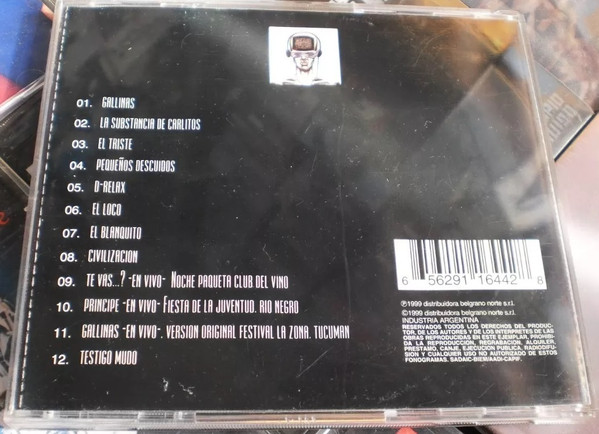 01. GALLINAS
02. LA SUBSTANCIA DE CARLITOS
03. EL TRISTE
04. PEQUEÑOS DESCUIDOS
05. D-RELAX
06. EL LOCO
07. EL BLANQUITO
08. CIVILIZACION
09. TE VAS...? -EN VIVO- NOCHE PAQUETA CLUB DEL VINO
10. PRINCIPE -EN VIVO- FIESTA DE LA JUVENTUD. RIO NEGRO
11. GALLINAS -EN VIVO-. VERSION ORIGINAL FESTIVAL LA ZONA. TUCUMAN
12. TESTIGO MUDO
6 56291 16442 8
℗1999 distribuidora belgrano norte s.r.l.
©1999 distribuidora belgrano norte s.r.l.
INDUSTRIA ARGENTINA
RESERVADOS TODOS LOS DERECHOS DEL PRODUC-
TOR, DE LOS AUTORES Y DE LOS INTERPRETES DE LAS
OBRAS REPRODUCIDAS EN ESTE EJEMPLAR, PROHIBI-
DA LA REPRODUCCION, REGRABACION, ALQUILER,
PRESTAMO, CANJE, EJECUCION PUBLICA, RADIODIFU-
SION Y CUALQUIER USO NO AUTORIZADO DE ESTOS
FONOGRAMAS. SADAIC-BIEM/AADI-CAPIF.